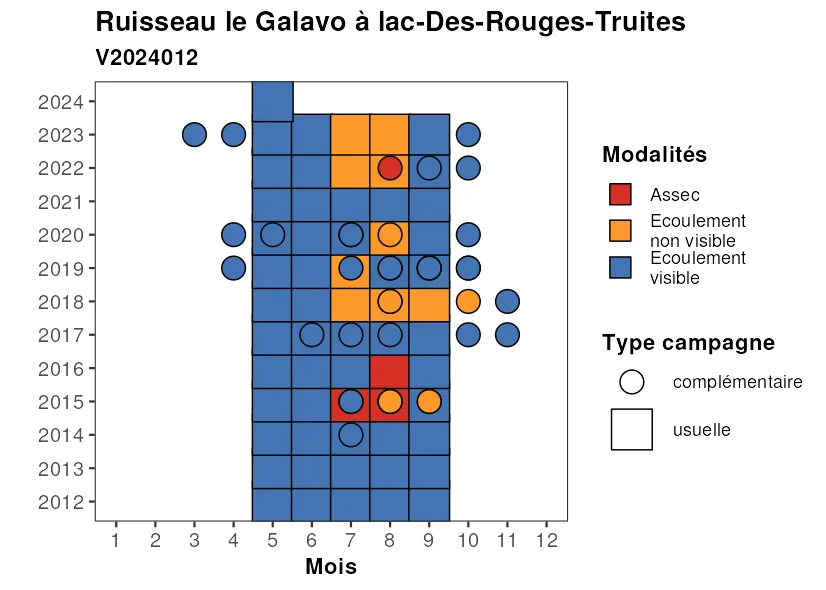 Ruisseau le Galavo à lac-Des-Rouges-Truites
V2024012
2024
2023
2022
2021
2020
2019
2018
2017
2016
2015
2014
2013
2012
1 2 3 4 5 6 7 8 9 10 11 12
Mois
Modalités
Assec
Ecoulement
non visible
Ecoulement
visible
Type campagne
complémentaire
usuelle